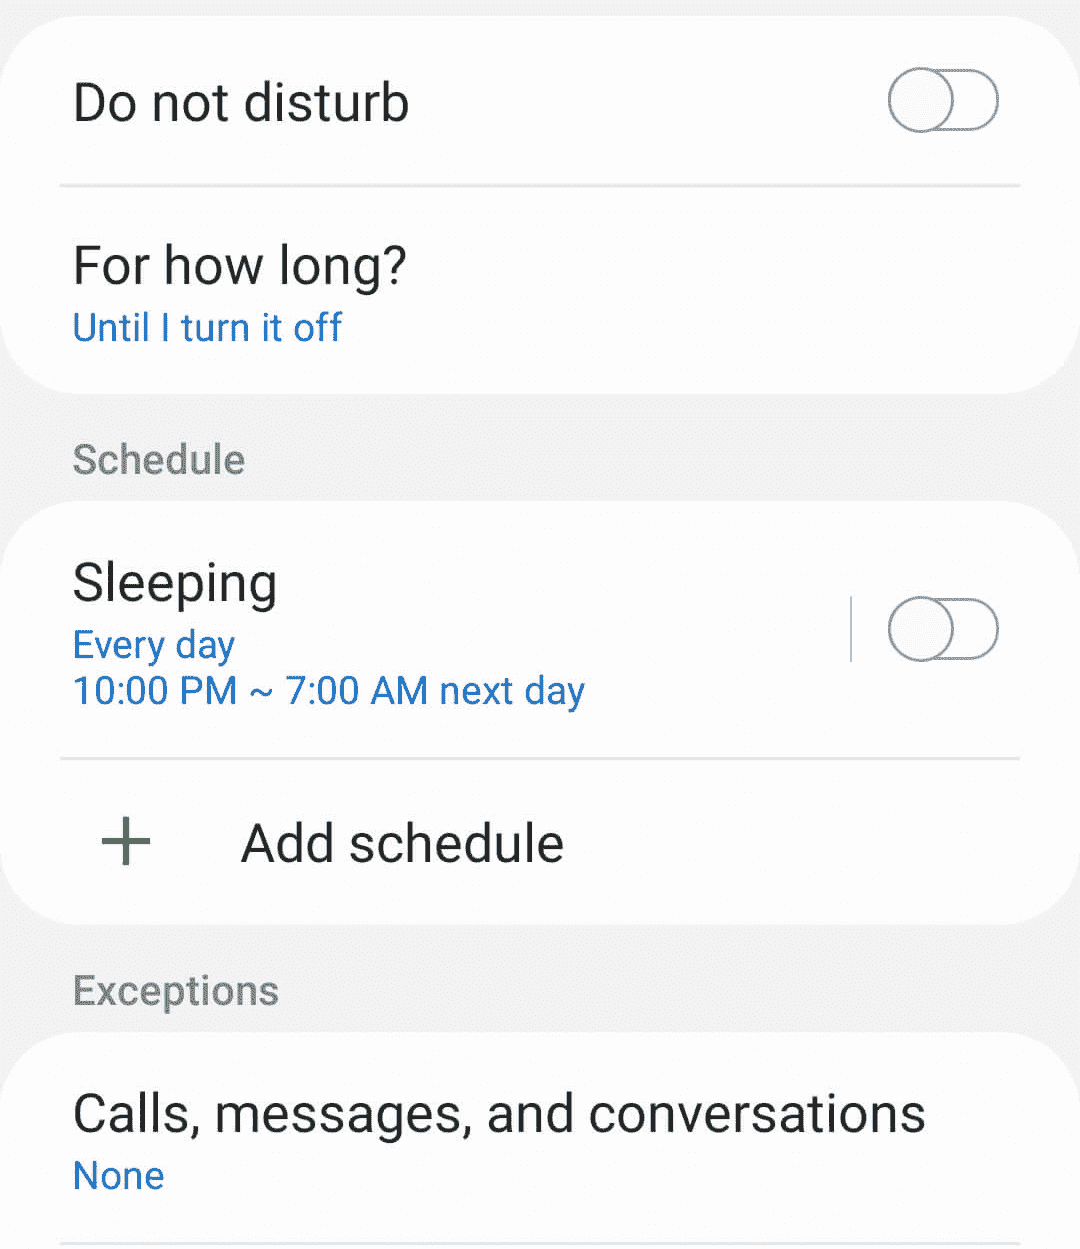 Do not disturb
For how long?
Until I turn it off
Schedule
Sleeping
Every day
10:00 PM ~ 7:00 AM next day
Add schedule
Exceptions
Calls, messages, and conversations
None